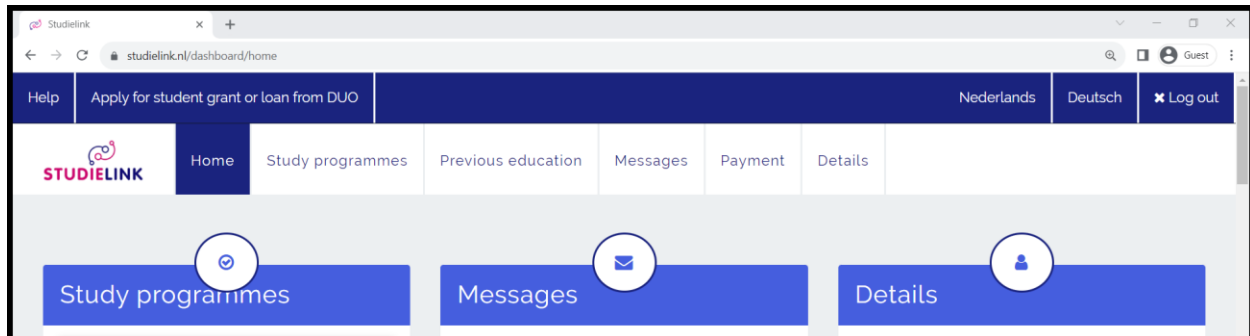 Studielink
studielink.nl/dashboard/home
Guest
Help Apply for student grant or loan from DUO Nederlands Deutsch Log out
STUDIELINK Home Study programmes Previous education Messages Payment Details
Study programmes Messages Details